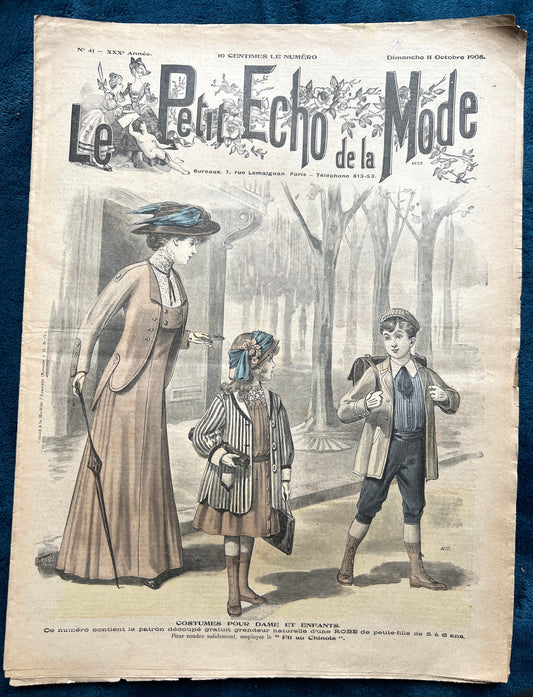 N° 41 — XXXe Année.
10 CENTIMES LE NUMÉRO
Dimanche 11 Octobre 1908.
Le Petit Echo de la Mode
Bureaux, 7, rue Lemaignan, Paris — Téléphone 813-53.
COSTUMES POUR DAME ET ENFANTS.
Ce numéro contient le patron découpé gratuit grandeur naturelle d'une ROBE de petite-fille de 5 à 6 ans.
Pour coudre solidement, employez le " Fil au Chinois ".